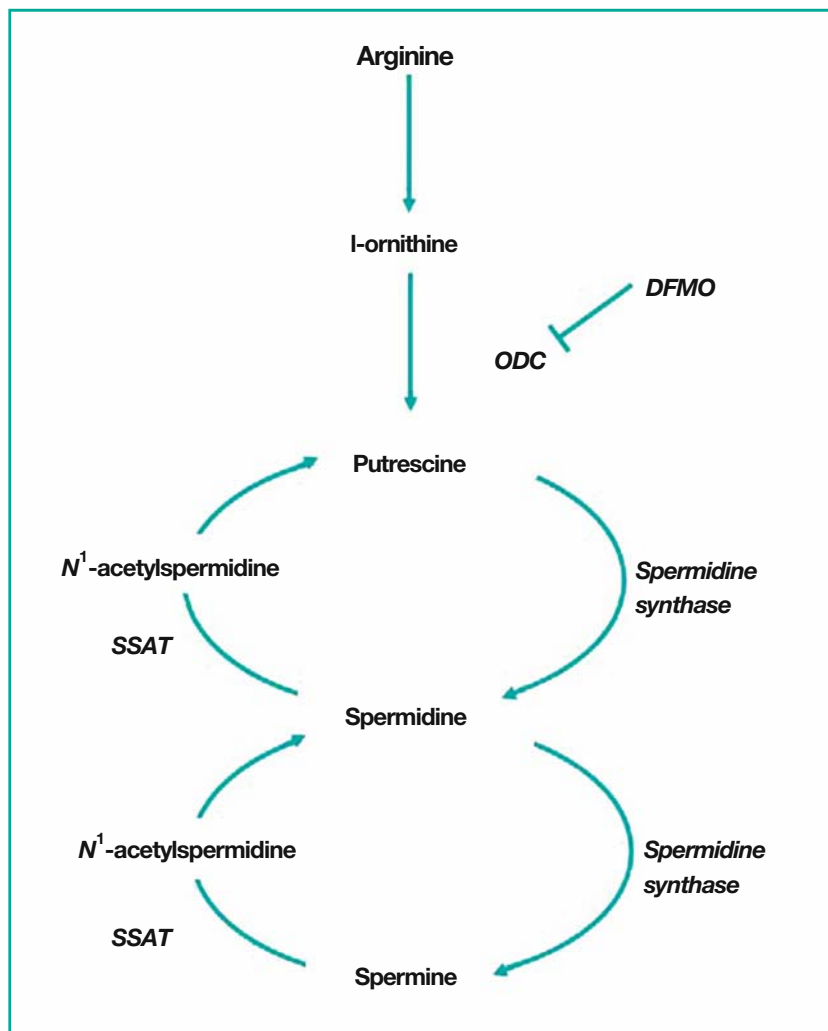 Arginine
l-ornithine
DFMO
ODC
Putrescine
N¹-acetylspermidine
Spermidine
synthase
SSAT
Spermidine
N¹-acetylspermidine
Spermidine
synthase
SSAT
Spermine